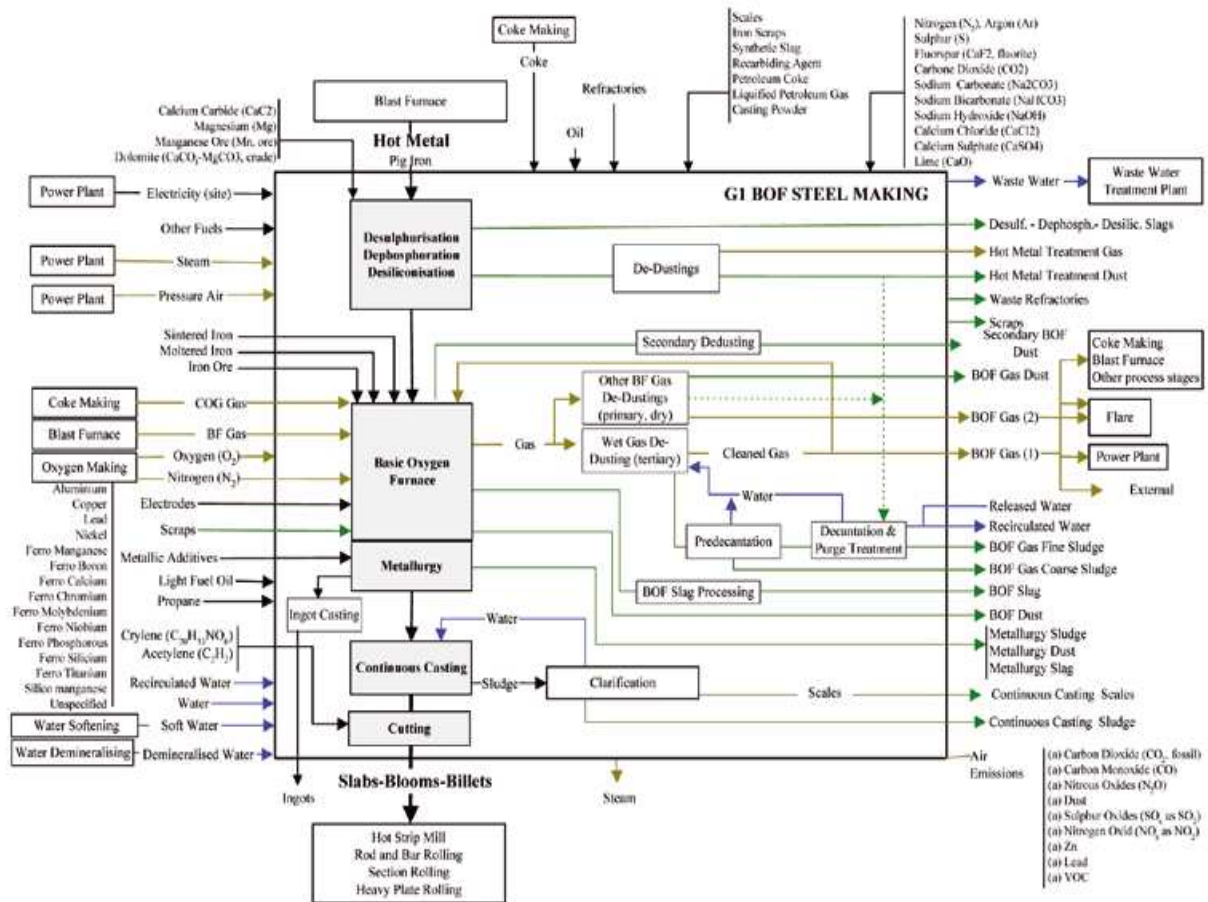 Coke Making
Coke
Scales
Iron Scraps
Synthetic Slag
Recarbiding Agent
Petroleum Coke
Liquified Petroleum Gas
Casting Powder
Nitrogen (N2), Argon (Ar)
Sulphur (S)
Fluorspar (CaF2, fluorite)
Carbone Dioxide (CO2)
Sodium Carbonate (Na2CO3)
Sodium Bicarbonate (NaHCO3)
Sodium Hydroxide (NaOH)
Calcium Chloride (CaCl2)
Calcium Sulphate (CaSO4)
Lime (CaO)
Refractories
Oil
Blast Furnace
Hot Metal
Pig Iron
Calcium Carbide (CaC2)
Magnesium (Mg)
Manganese Ore (Mn, ore)
Dolomite (CaCO3-MgCO3, crude)
G1 BOF STEEL MAKING
Power Plant
Electricity (site)
Other Fuels
Power Plant
Steam
Power Plant
Pressure Air
Sintered Iron
Moltered Iron
Iron Ore
Coke Making
COG Gas
Blast Furnace
BF Gas
Oxygen Making
Oxygen (O2)
Nitrogen (N2)
Aluminium
Copper
Lead
Nickel
Ferro Manganese
Ferro Boron
Ferro Calcium
Ferro Chromium
Ferro Molybdenium
Ferro Niobium
Ferro Phosphorous
Ferro Silicium
Ferro Titanium
Silico manganese
Unspecified
Electrodes
Scraps
Metallic Additives
Light Fuel Oil
Propane
Acetylene (C2H2)
Recirculated Water
Water
Water Softening
Soft Water
Water Demineralising
Demineralised Water
Desulphurisation
Dephosphoration
Desiliconisation
Basic Oxygen
Furnace
Metallurgy
Ingot Casting
Continuous Casting
Cutting
Slabs-Blooms-Billets
Ingots
Steam
Hot Strip Mill
Rod and Bar Rolling
Section Rolling
Heavy Plate Rolling
De-Dustings
Secondary Dedusting
Other BF Gas
De-Dustings
(primary, dry)
Gas
Wet Gas De-
Dusting (tertiary)
Cleaned Gas
Water
Predecantation
Decantation &
Purge Treatment
BOF Slag Processing
Water
Sludge
Clarification
Scales
Waste Water
Waste Water
Treatment Plant
Desulf. - Dephosph.- Desilic. Slags
Hot Metal Treatment Gas
Hot Metal Treatment Dust
Waste Refractories
Scraps
Secondary BOF
Dust
BOF Gas Dust
BOF Gas (2)
BOF Gas (1)
Coke Making
Blast Furnace
Other process stages
Flare
Power Plant
External
Released Water
Recirculated Water
BOF Gas Fine Sludge
BOF Gas Coarse Sludge
BOF Slag
BOF Dust
Metallurgy Sludge
Metallurgy Dust
Metallurgy Slag
Continuous Casting Scales
Continuous Casting Sludge
Air
Emissions
(a) Carbon Dioxide (CO2, fossil)
(a) Carbon Monoxide (CO)
(a) Nitrous Oxides (N2O)
(a) Dust
(a) Sulphur Oxides (SOx as SO2)
(a) Nitrogen Oxid (NOx as NO2)
(a) Zn
(a) Lead
(a) VOC